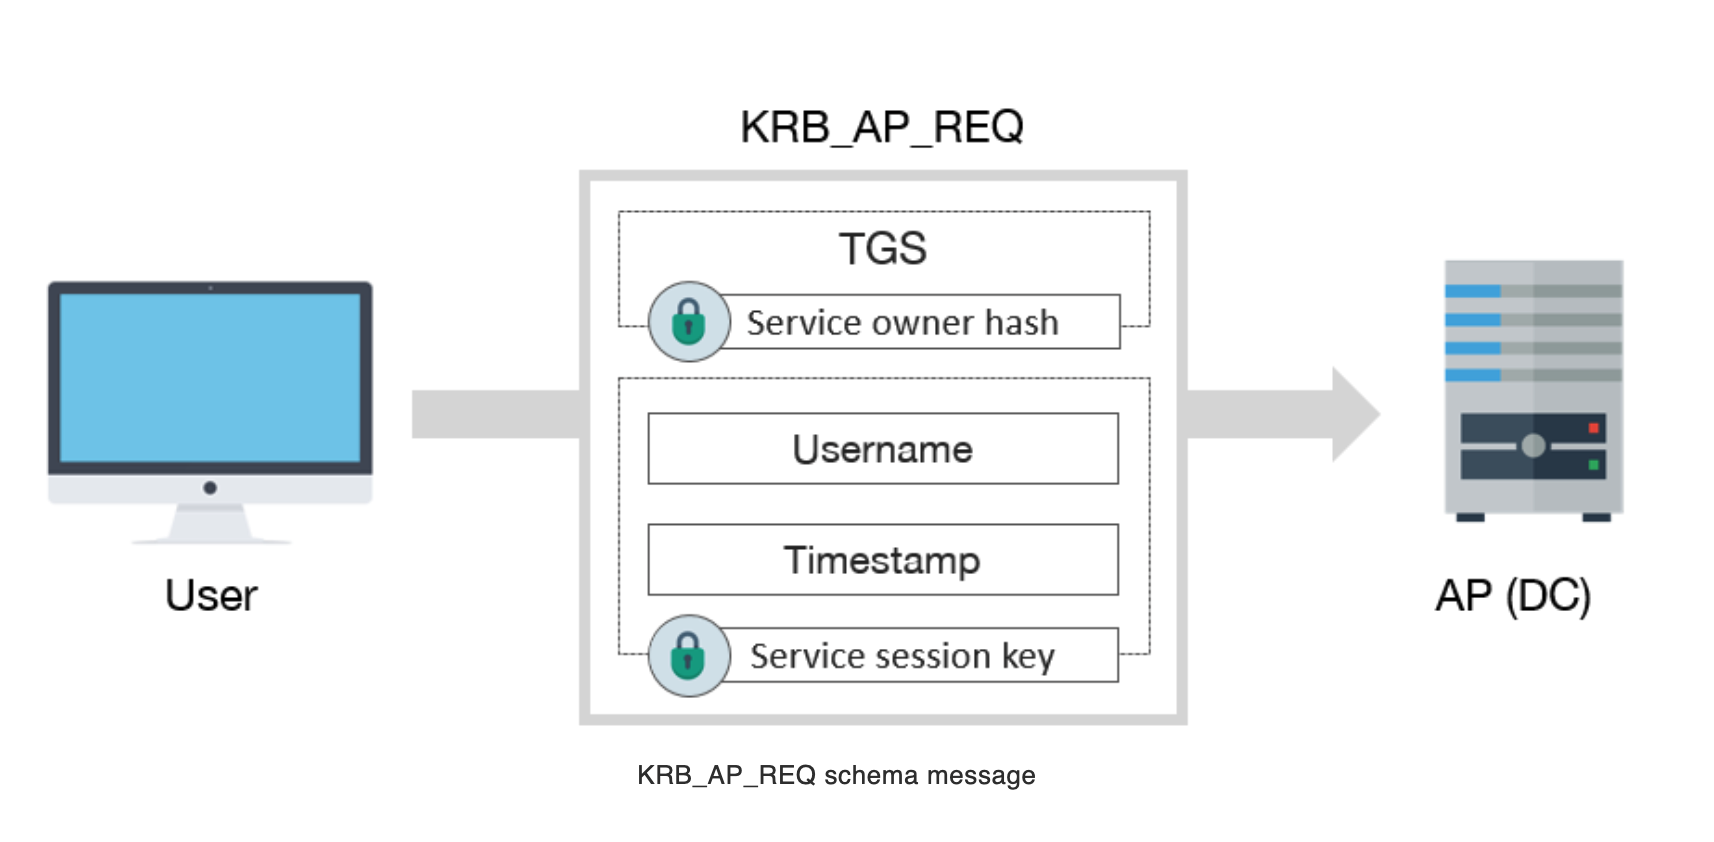 KRB_AP_REQ
TGS
Service owner hash
Username
Timestamp
Service session key
User
AP (DC)
KRB_AP_REQ schema message